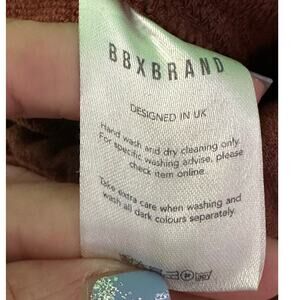 BBXBRAND
DESIGNED IN UK
Hand wash and dry cleaning only.
For specific washing advise, please
check item online.
Take extra care when washing and
wash all dark colours separately.